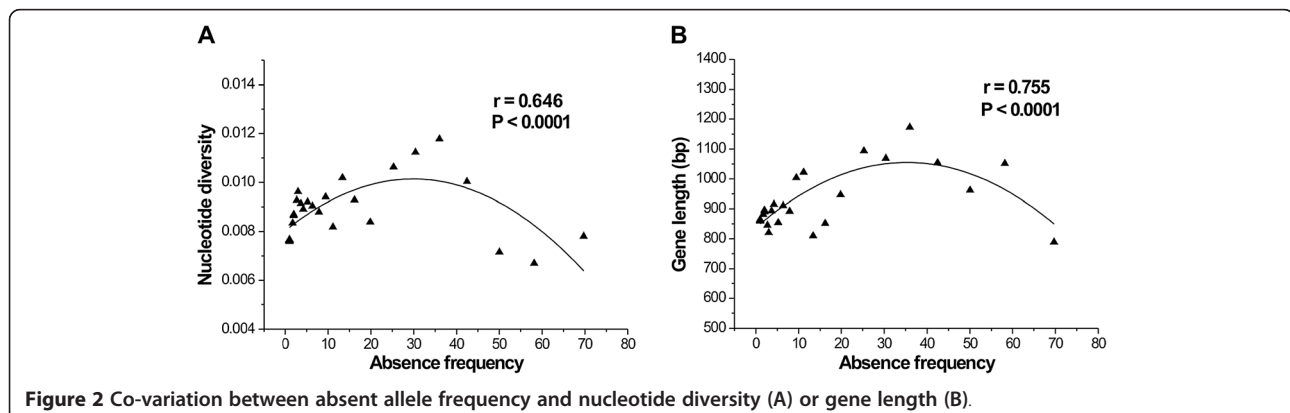 A
0.014
0.012
0.010
0.008
0.006
0.004
Nucleotide diversity
r = 0.646
P < 0.0001
0 10 20 30 40 50 60 70 80
Absence frequency
B
1400
1300
1200
1100
1000
900
800
700
600
500
Gene length (bp)
r = 0.755
P < 0.0001
0 10 20 30 40 50 60 70 80
Absence frequency
Figure 2 Co-variation between absent allele frequency and nucleotide diversity (A) or gene length (B).